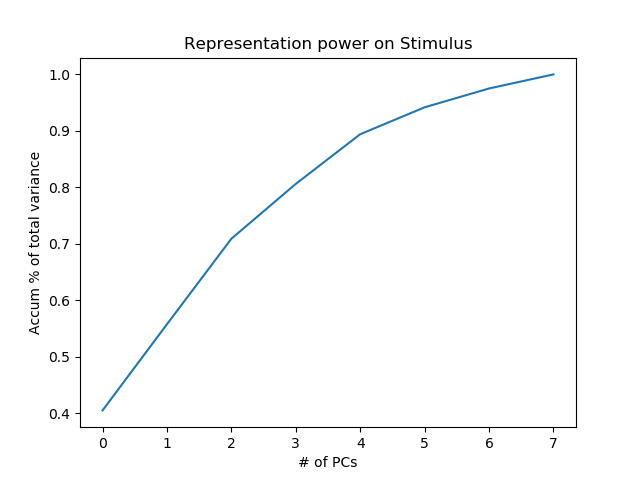 Representation power on Stimulus
1.0
0.9
0.8
0.7
0.6
0.5
0.4
Accum % of total variance
0 1 2 3 4 5 6 7
# of PCs